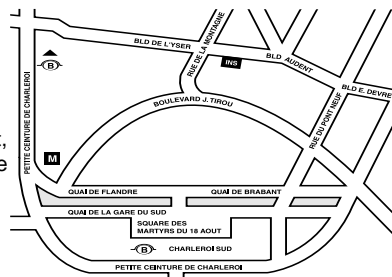 BLD DE L'YSER
RUE DE LA MONTAGNE
INS
BLD AUDENT
BLD E. DEVRE
B
PETITE CEINTURE DE CHARLEROI
BOULEVARD J. TIROU
RUE DU PONT NEUF
M
QUAI DE FLANDRE
QUAI DE BRABANT
QUAI DE LA GARE DU SUD
SQUARE DES
MARTYRS DU 18 AOUT
B
CHARLEROI SUD
PETITE CEINTURE DE CHARLEROI